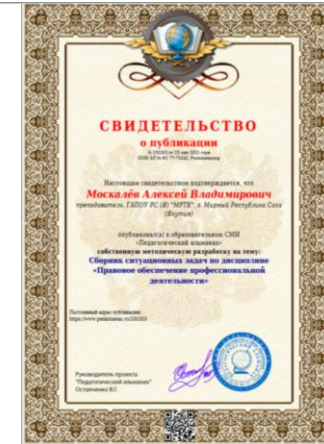 СВИДЕТЕЛЬСТВО
о публикации
Настоящим свидетельством подтверждается, что
Москалёв Алексей Владимирович
преподаватель, ГАПОУ РС (Я) "МРТК", г. Мирный Республика Саха
(Якутия)
опубликовал(а) в образовательном СМИ
«Педагогический альманах»
собственную методическую разработку на тему:
Сборник ситуационных задач по дисциплине
«Правовое обеспечение профессиональной
деятельности»
Постоянный адрес публикации:
Руководитель проекта
"Педагогический альманах"
Остапченко В.Г.